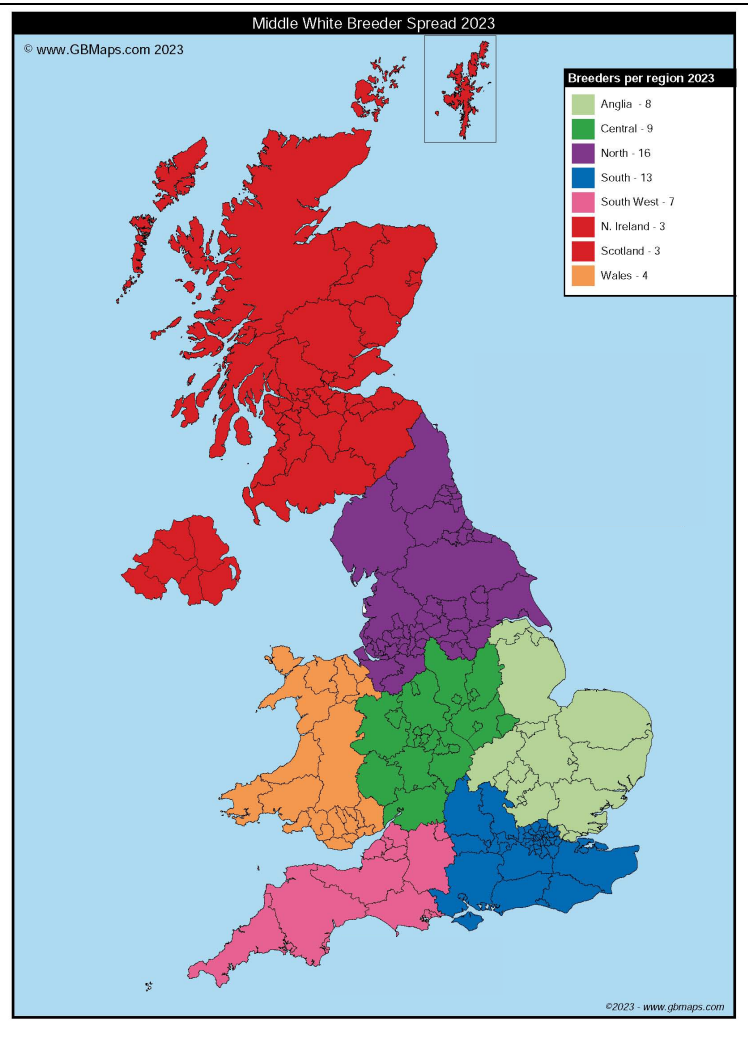 Middle White Breeder Spread 2023
© www.GBMaps.com 2023
Breeders per region 2023
Anglia - 8
Central - 9
North - 16
South - 13
South West - 7
N. Ireland - 3
Scotland - 3
Wales - 4
©2023 - www.gbmaps.com